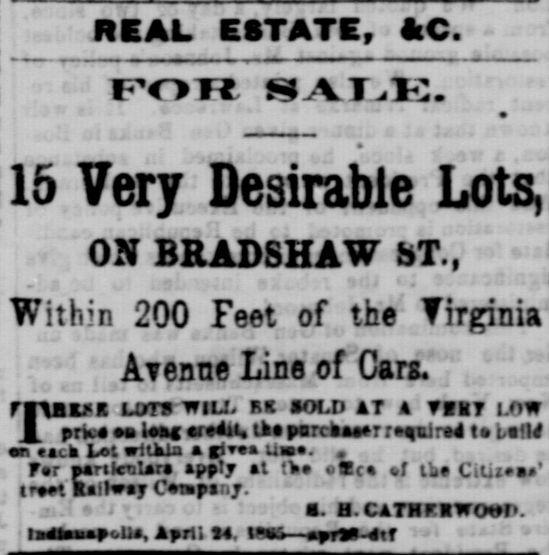 REAL ESTATE, &C.
FOR SALE.
15 Very Desirable Lots,
ON BRADSHAW ST.,
Within 200 Feet of the Virginia
Avenue Line of Cars.
THESE LOTS WILL BE SOLD AT A VERY LOW
price on long credit, the purchaser required to build
on each Lot within a given time.
For particulars apply at the office of the Citizens'
treet Railway Company.
H. H. CATHERWOOD.
Indianapolis, April 24, 1865—apr25-dtf